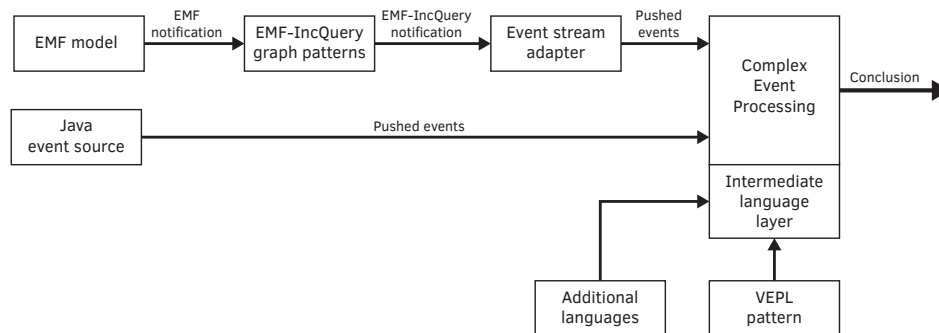 EMF
notification
EMF-IncQuery
notification
Pushed
events
EMF model
EMF-IncQuery
graph patterns
Event stream
adapter
Complex
Event
Processing
Conclusion
Java
event source
Pushed events
Intermediate
language
layer
Additional
languages
VEPL
pattern